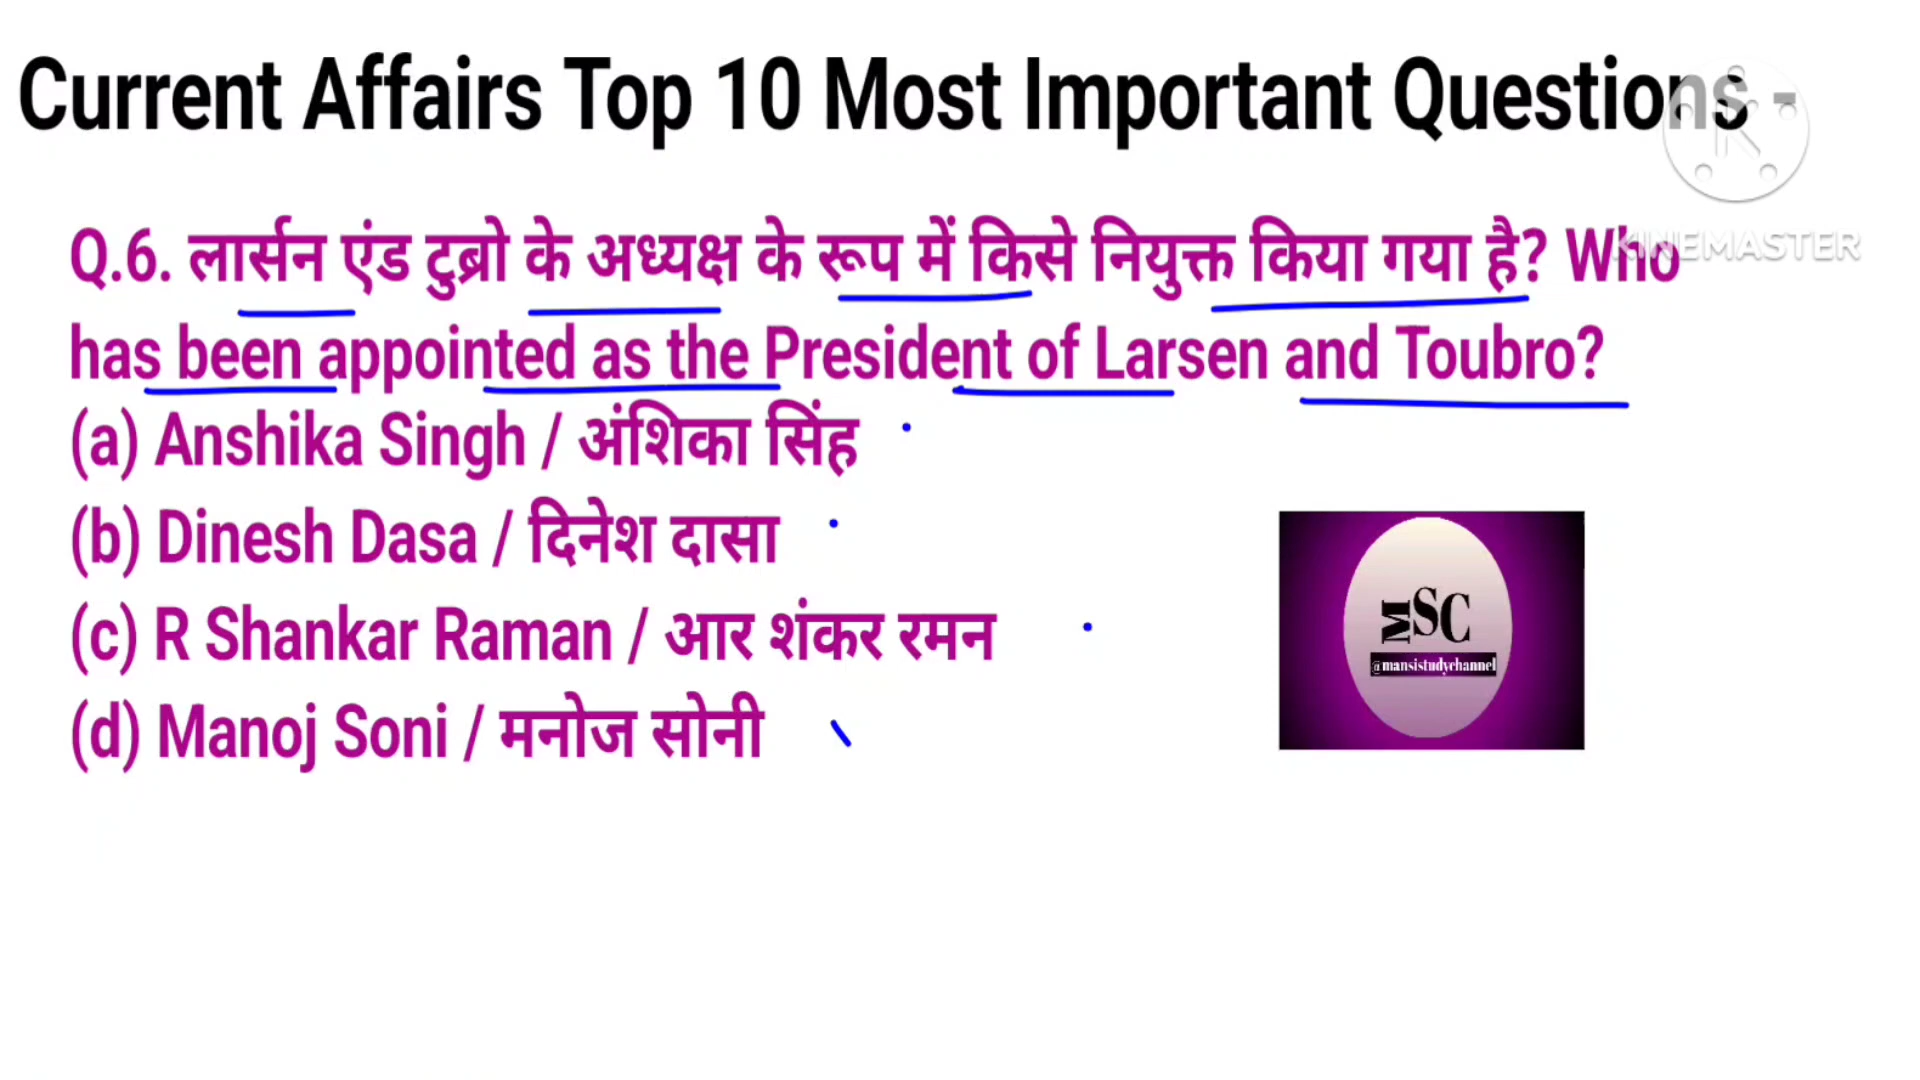 Current Affairs Top 10 Most Important Questions -
Q.6. लार्सन एंड टुब्रो के अध्यक्ष के रूप में किसे नियुक्त किया गया है? Who
KINEMASTER
has been appointed as the President of Larsen and Toubro?
(a) Anshika Singh / अंशिका सिंह
(b) Dinesh Dasa / दिनेश दासा
(c) R Shankar Raman / आर शंकर रमन
(d) Manoj Soni / मनोज सोनी
MSC
@mansistudychannel